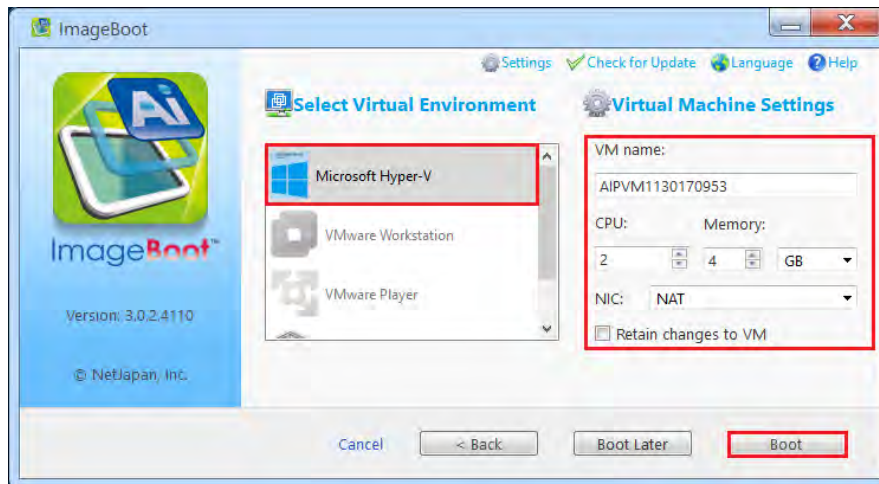 ImageBoot
Settings Check for Update Language Help
Select Virtual Environment
Virtual Machine Settings
Ai
ImageBoot™
Version: 3.0.2.4110
© NetJapan, Inc.
Microsoft Hyper-V
VMware Workstation
VMware Player
VM name:
AIPVM1130170953
CPU: Memory:
2 4 GB
NIC: NAT
Retain changes to VM
Cancel < Back Boot Later Boot